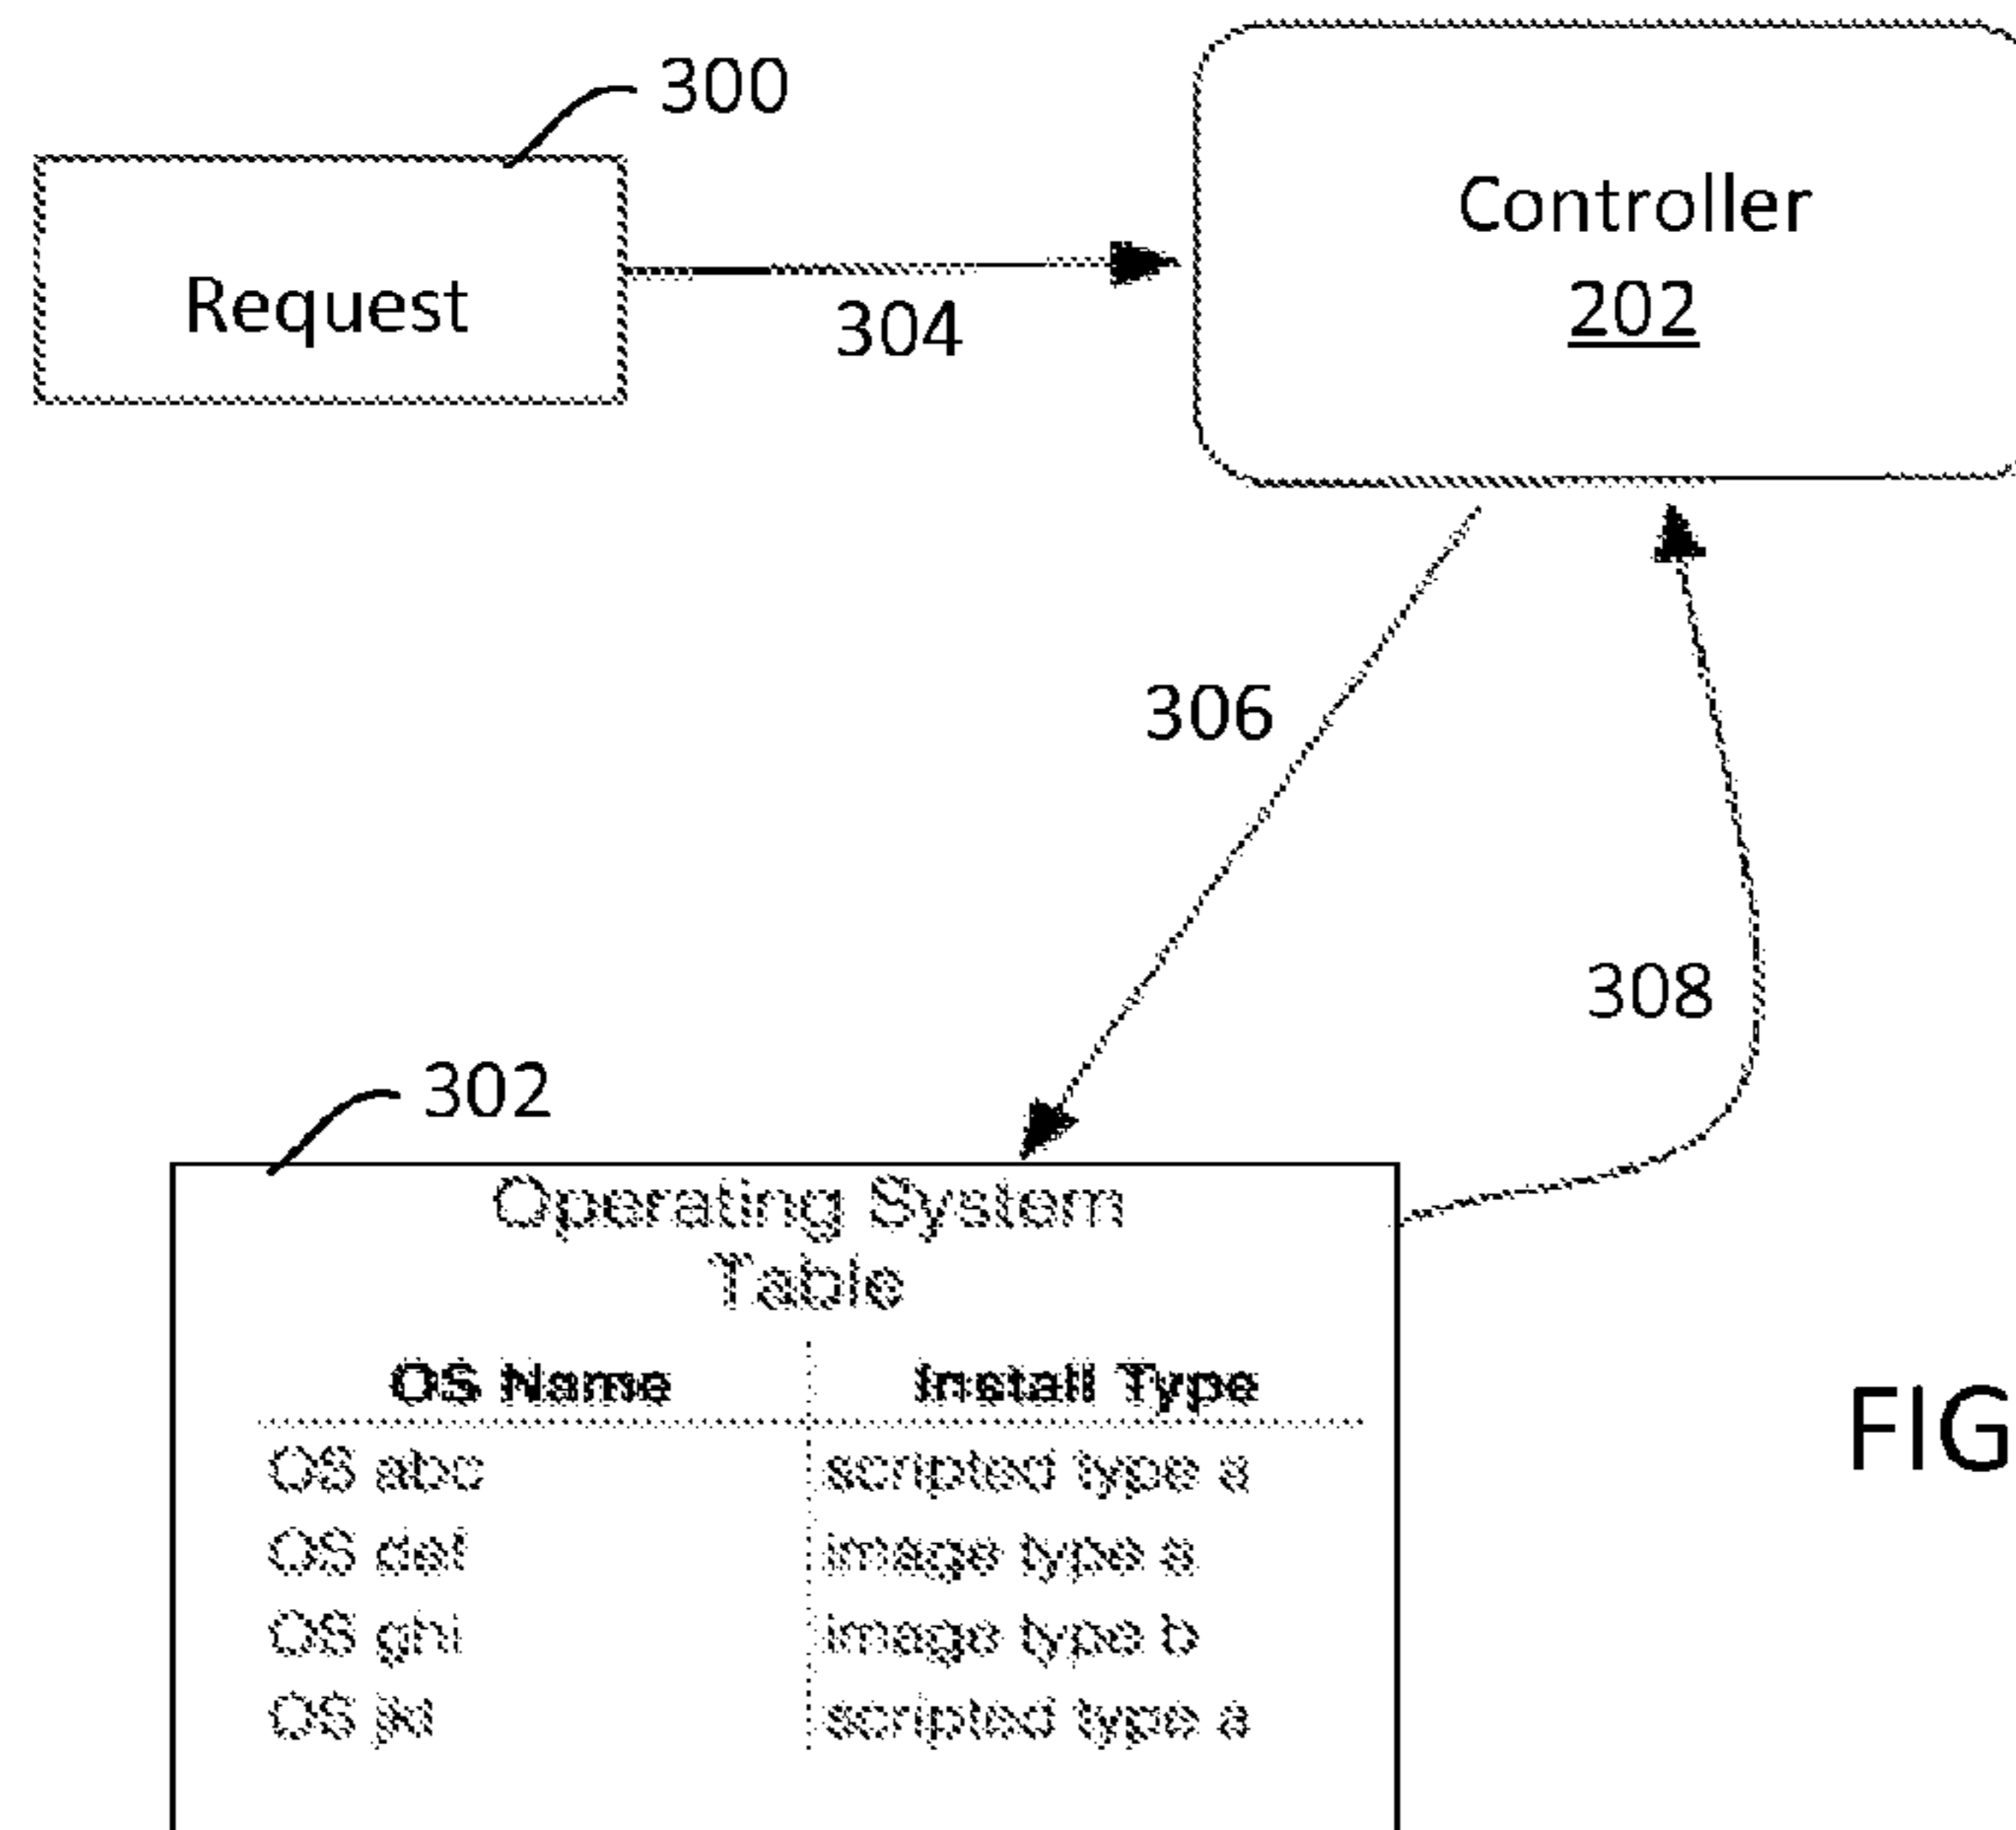 300
Request
304
Controller
202
306
308
302
Operating System
Table
OS Name Install Type
OS abc scripted type a
OS def image type a
OS ghi image type b
OS jkl scripted type a
FIG